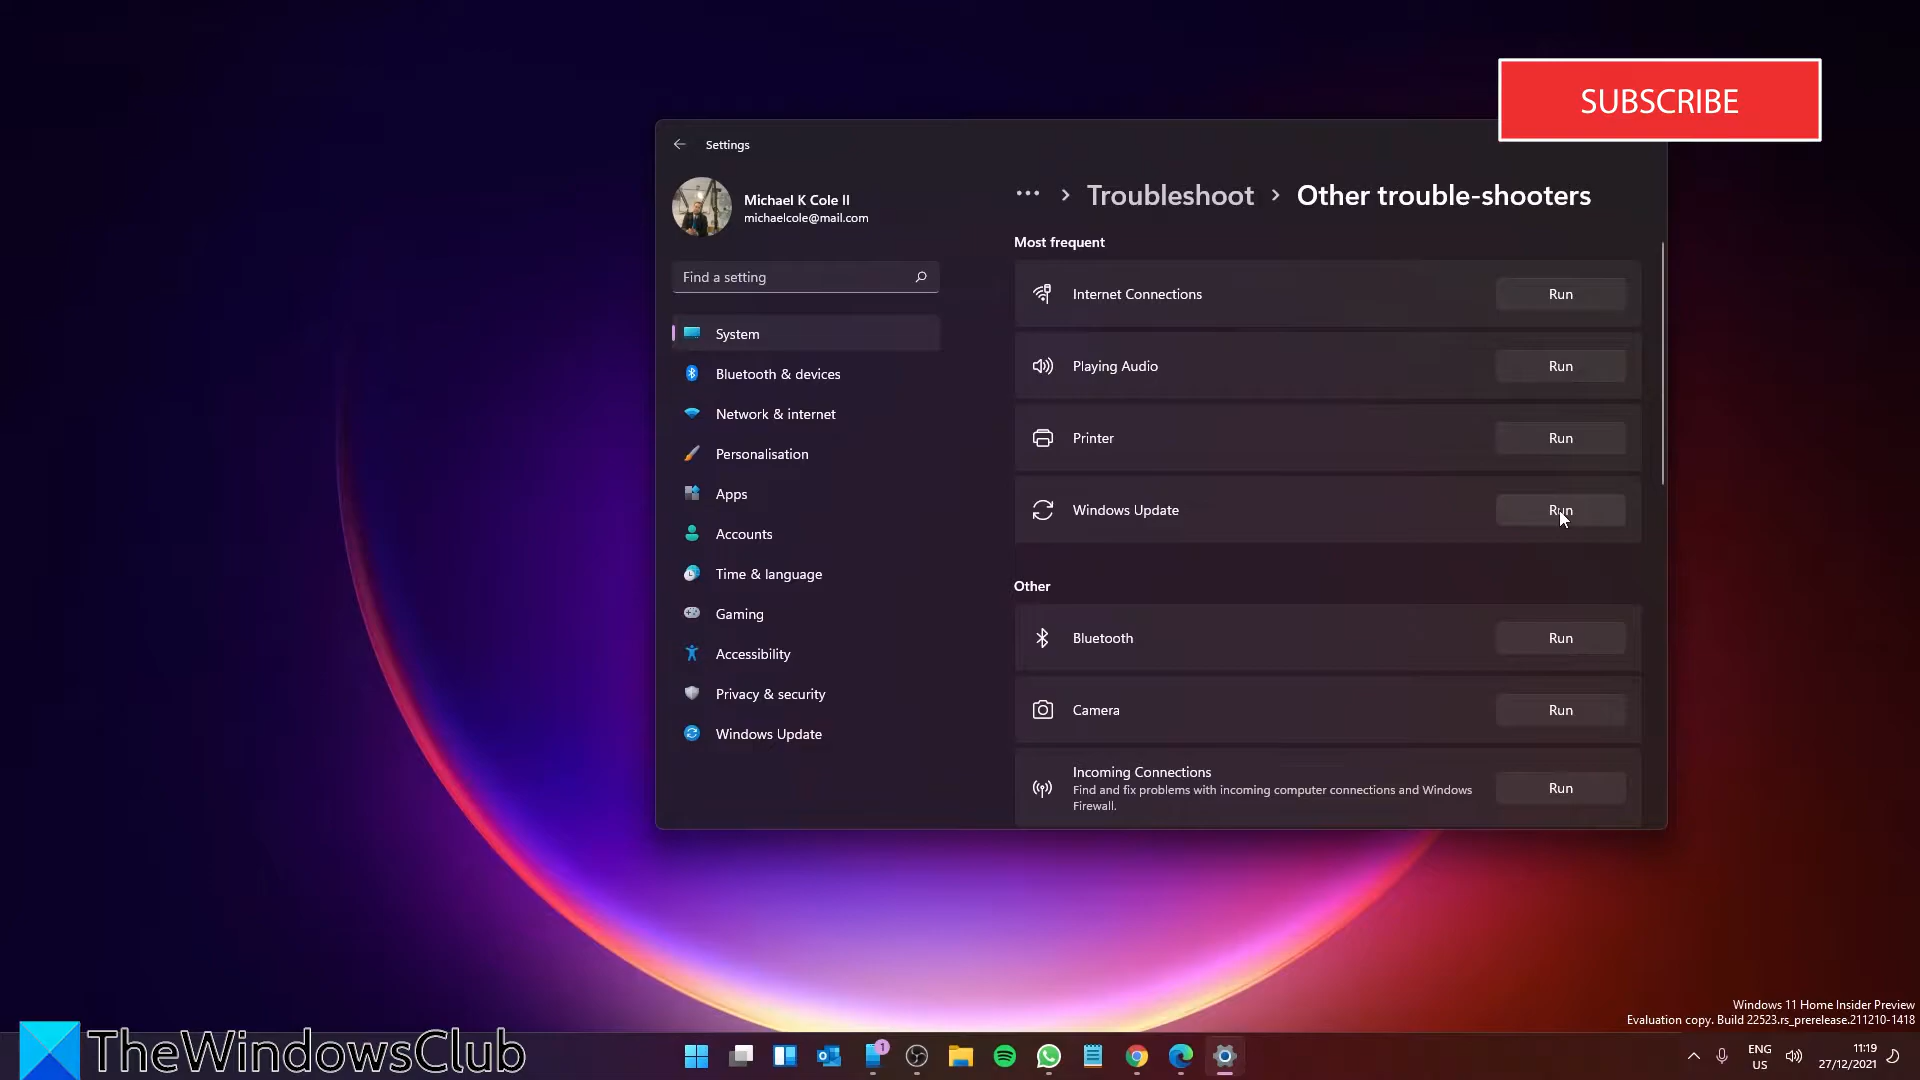 SUBSCRIBE
Settings
Michael K Cole II
michaelcole@mail.com
Find a setting
System
Bluetooth & devices
Network & internet
Personalisation
Apps
Accounts
Time & language
Gaming
Accessibility
Privacy & security
Windows Update
... > Troubleshoot > Other trouble-shooters
Most frequent
Internet Connections Run
Playing Audio Run
Printer Run
Windows Update Run
Other
Bluetooth Run
Camera Run
Incoming Connections
Find and fix problems with incoming computer connections and Windows
Firewall.
Run
Windows 11 Home Insider Preview
Evaluation copy. Build 22523.rs_prerelease.211210-1418
TheWindowsClub
1
ENG
US
11:19
27/12/2021